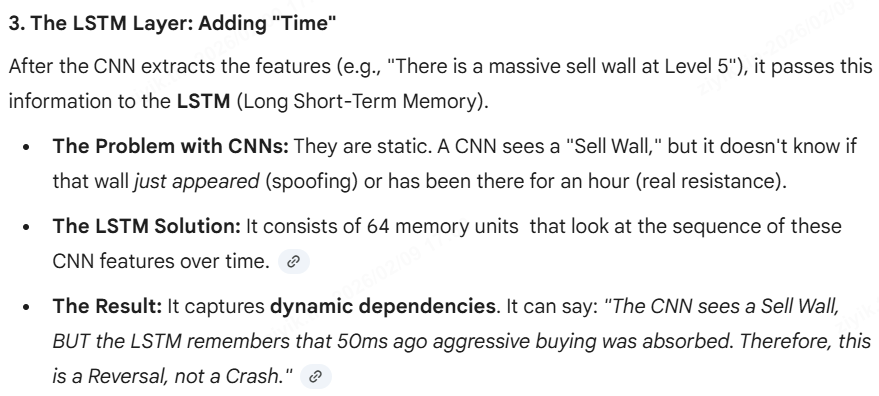 3. The LSTM Layer: Adding "Time"
After the CNN extracts the features (e.g., "There is a massive sell wall at Level 5"), it passes this
information to the LSTM (Long Short-Term Memory).
• The Problem with CNNs: They are static. A CNN sees a "Sell Wall," but it doesn't know if
that wall just appeared (spoofing) or has been there for an hour (real resistance).
• The LSTM Solution: It consists of 64 memory units  that look at the sequence of these
CNN features over time.
• The Result: It captures dynamic dependencies. It can say: "The CNN sees a Sell Wall,
BUT the LSTM remembers that 50ms ago aggressive buying was absorbed. Therefore, this
is a Reversal, not a Crash."